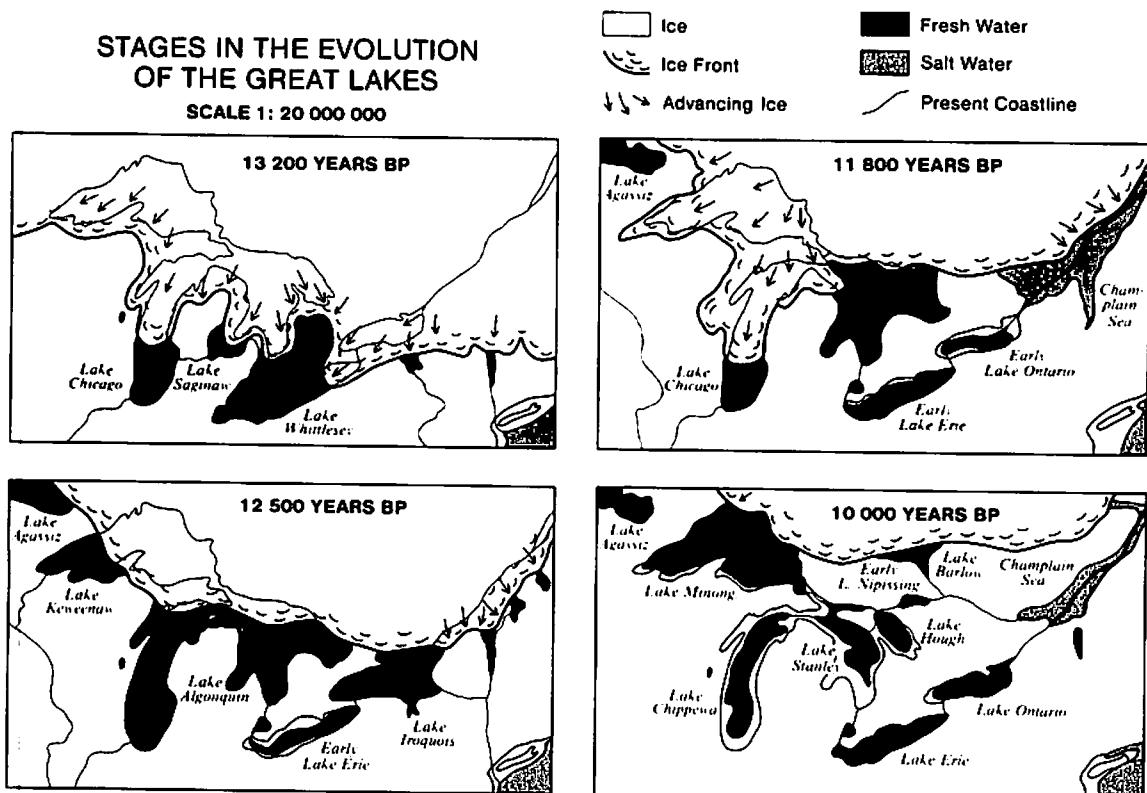 STAGES IN THE EVOLUTION
OF THE GREAT LAKES
SCALE 1: 20 000 000
Ice
Ice Front
Advancing Ice
Fresh Water
Salt Water
Present Coastline
13 200 YEARS BP
Lake
Chicago
Lake
Saginaw
Lake
Whittlesey
11 800 YEARS BP
Lake
Agassiz
Lake
Chicago
Cham-
plain
Sea
Early
Lake Ontario
Early
Lake Erie
12 500 YEARS BP
Lake
Agassiz
Lake
Keweenaw
Lake
Algonquin
Lake
Iroquois
Early
Lake Erie
10 000 YEARS BP
Lake
Agassiz
Lake Minong
Early
L. Nipissing
Lake
Barlow
Champlain
Sea
Lake
Hough
Lake
Stanley
Lake
Chippewa
Lake Ontario
Lake Erie